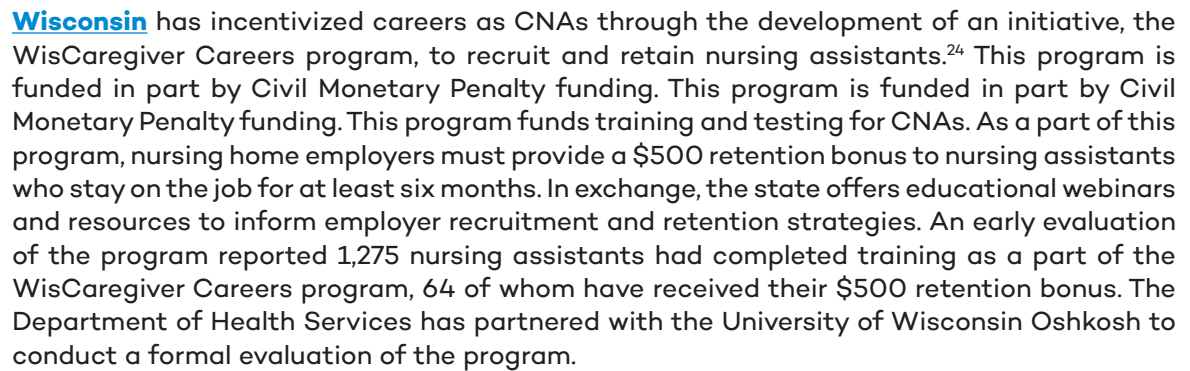 Wisconsin has incentivized careers as CNAs through the development of an initiative, the
WisCaregiver Careers program, to recruit and retain nursing assistants.24 This program is
funded in part by Civil Monetary Penalty funding. This program is funded in part by Civil
Monetary Penalty funding. This program funds training and testing for CNAs. As a part of this
program, nursing home employers must provide a $500 retention bonus to nursing assistants
who stay on the job for at least six months. In exchange, the state offers educational webinars
and resources to inform employer recruitment and retention strategies. An early evaluation
of the program reported 1,275 nursing assistants had completed training as a part of the
WisCaregiver Careers program, 64 of whom have received their $500 retention bonus. The
Department of Health Services has partnered with the University of Wisconsin Oshkosh to
conduct a formal evaluation of the program.